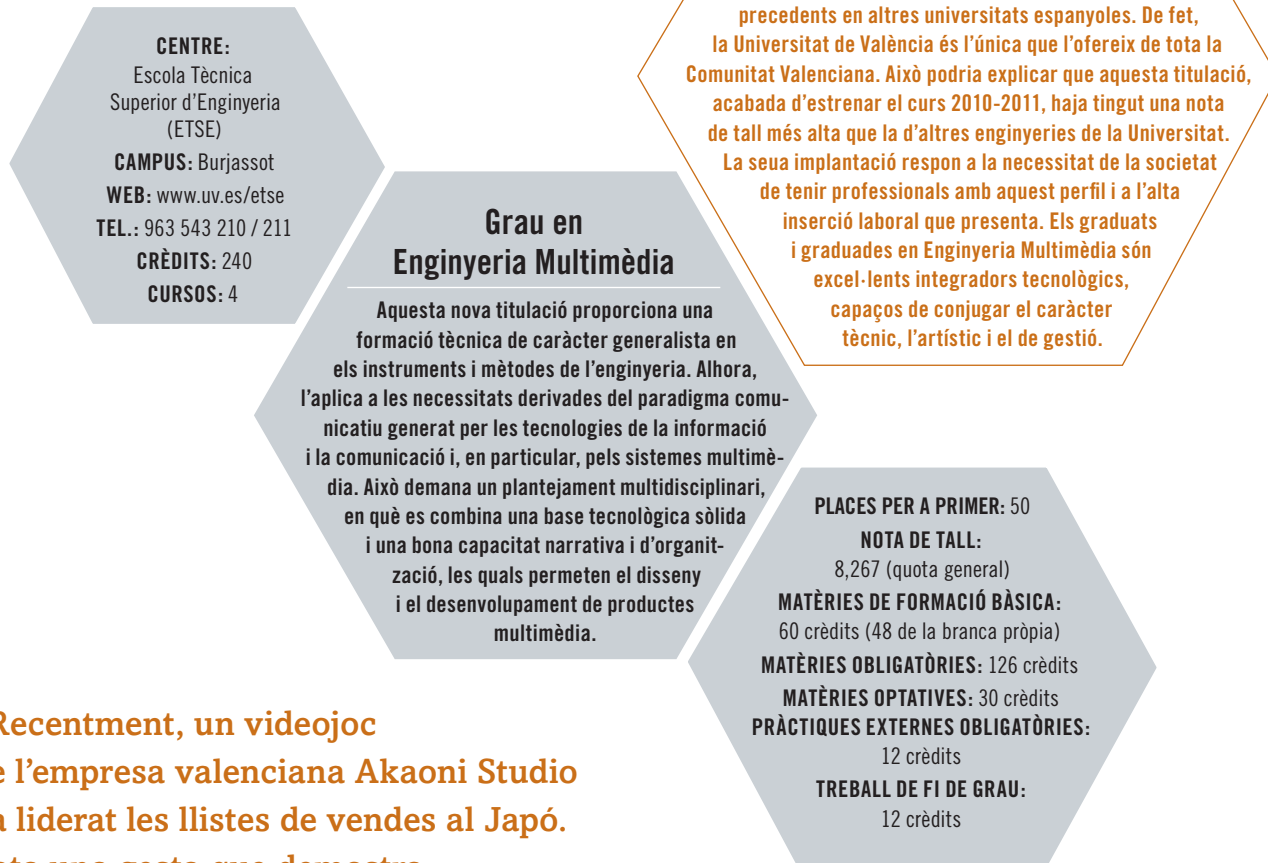 CENTRE:
Escola Tècnica
Superior d'Enginyeria
(ETSE)
CAMPUS: Burjassot
WEB: www.uv.es/etse
TEL.: 963 543 210 / 211
CRÈDITS: 240
CURSOS: 4
precedents en altres universitats espanyoles. De fet,
la Universitat de València és l'única que l'ofereix de tota la
Comunitat Valenciana. Això podria explicar que aquesta titulació,
acabada d'estrenar el curs 2010-2011, haja tingut una nota
de tall més alta que la d'altres enginyeries de la Universitat.
La seua implantació respon a la necessitat de la societat
de tenir professionals amb aquest perfil i a l'alta
inserció laboral que presenta. Els graduats
i graduades en Enginyeria Multimèdia són
excel·lents integradors tecnològics,
capaços de conjugar el caràcter
tècnic, l'artístic i el de gestió.
Grau en
Enginyeria Multimèdia
Aquesta nova titulació proporciona una
formació tècnica de caràcter generalista en
els instruments i mètodes de l'enginyeria. Alhora,
l'aplica a les necessitats derivades del paradigma comu-
nicatiu generat per les tecnologies de la informació
i la comunicació i, en particular, pels sistemes multimè-
dia. Això demana un plantejament multidisciplinari,
en què es combina una base tecnològica sòlida
i una bona capacitat narrativa i d'organit-
zació, les quals permeten el disseny
i el desenvolupament de productes
multimèdia.
PLACES PER A PRIMER: 50
NOTA DE TALL:
8,267 (quota general)
MATÈRIES DE FORMACIÓ BÀSICA:
60 crèdits (48 de la branca pròpia)
MATÈRIES OBLIGATÒRIES: 126 crèdits
MATÈRIES OPTATIVES: 30 crèdits
PRÀCTIQUES EXTERNES OBLIGATÒRIES:
12 crèdits
TREBALL DE FI DE GRAU:
12 crèdits
Recentment, un videojoc
e l'empresa valenciana Akaoni Studio
a liderat les llistes de vendes al Japó.